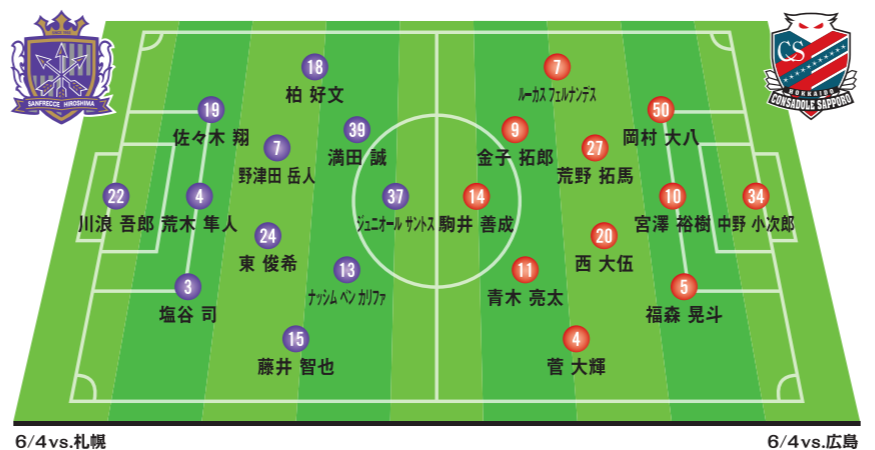 SANFRECCE HIROSHIMA
CS
HOKKAIDO
CONSADOLE SAPPORO
18
柏 好文
19
佐々木 翔
39
満田 誠
7
野津田 岳人
22
川浪 吾郎
4
荒木 隼人
37
ジュニオール サントス
24
東 俊希
13
ナッシム ベン カリファ
3
塩谷 司
15
藤井 智也
7
ルーカス フェルナンデス
50
岡村 大八
9
金子 拓郎
27
荒野 拓馬
14
駒井 善成
10
宮澤 裕樹
34
中野 小次郎
20
西 大伍
11
青木 亮太
5
福森 晃斗
4
菅 大輝
6/4vs.札幌
6/4vs.広島